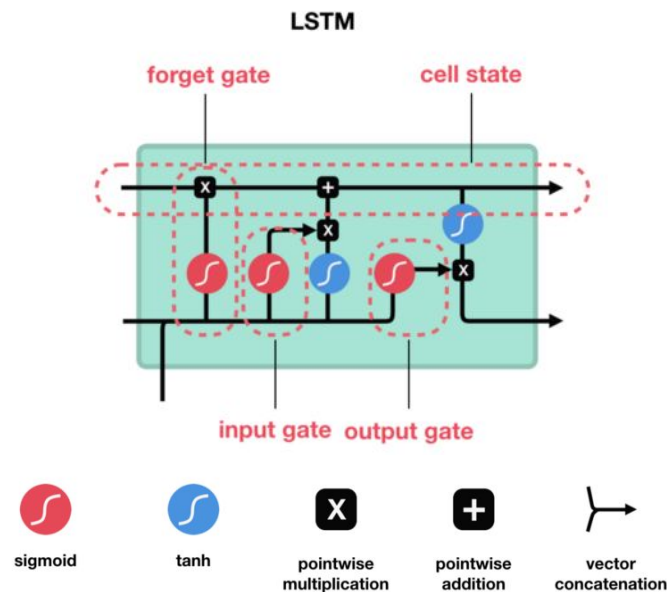 LSTM
forget gate
cell state
input gate
output gate
sigmoid
tanh
pointwise
multiplication
pointwise
addition
vector
concatenation